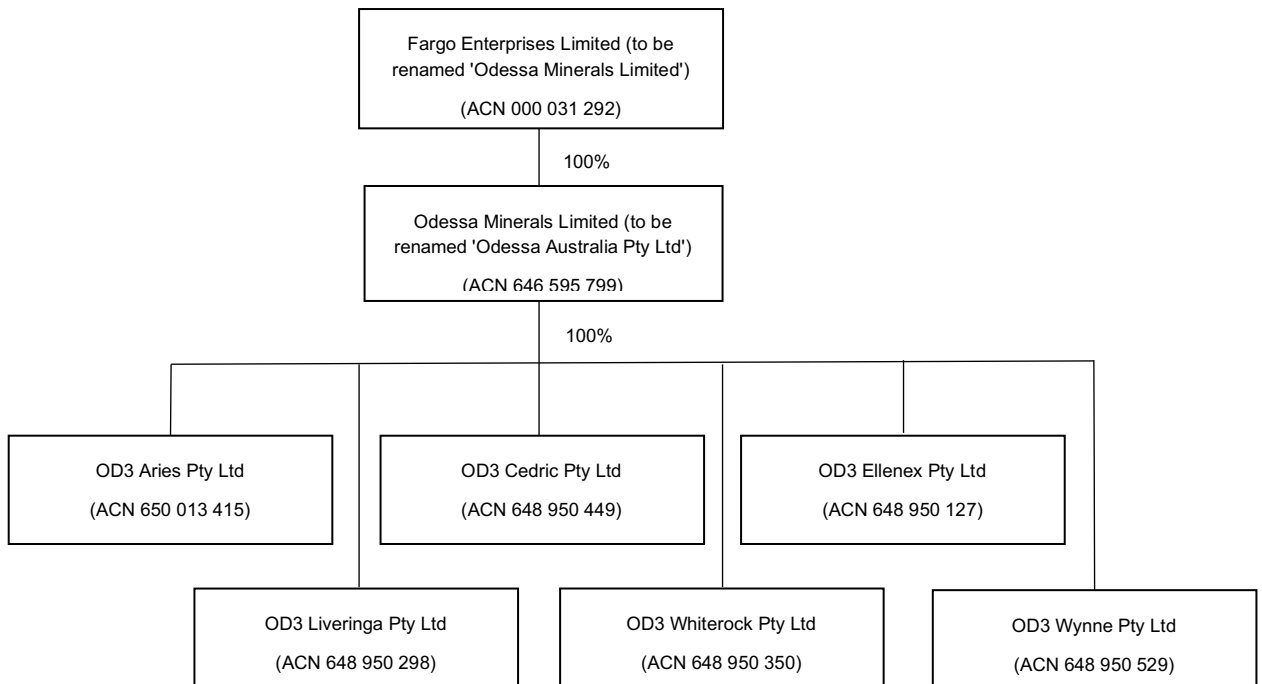 Fargo Enterprises Limited (to be
renamed 'Odessa Minerals Limited')
(ACN 000 031 292)
100%
Odessa Minerals Limited (to be
renamed 'Odessa Australia Pty Ltd')
(ACN 646 595 799)
100%
OD3 Aries Pty Ltd
(ACN 650 013 415)
OD3 Cedric Pty Ltd
(ACN 648 950 449)
OD3 Ellenex Pty Ltd
(ACN 648 950 127)
OD3 Liveringa Pty Ltd
(ACN 648 950 298)
OD3 Whiterock Pty Ltd
(ACN 648 950 350)
OD3 Wynne Pty Ltd
(ACN 648 950 529)